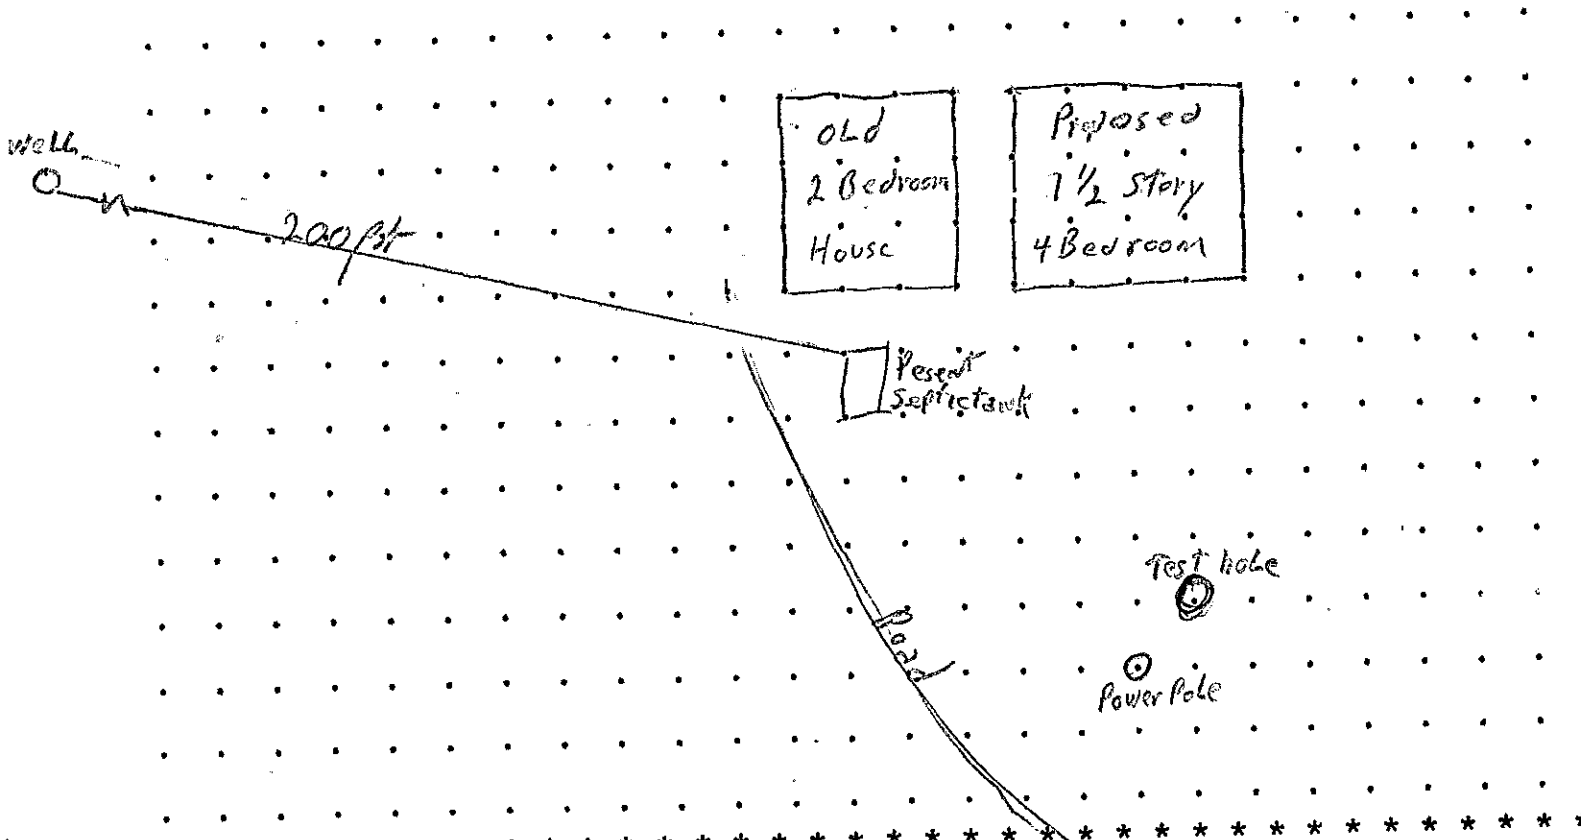 WELL
200 ft
OLd
2 Bedroom
House
Proposed
1 1/2 Story
4 Bedroom
Pesent
Septictank
Test hole
Road
Power Pole
* * * * * * * * * * * * * * * * * * * * * * * * * * * *